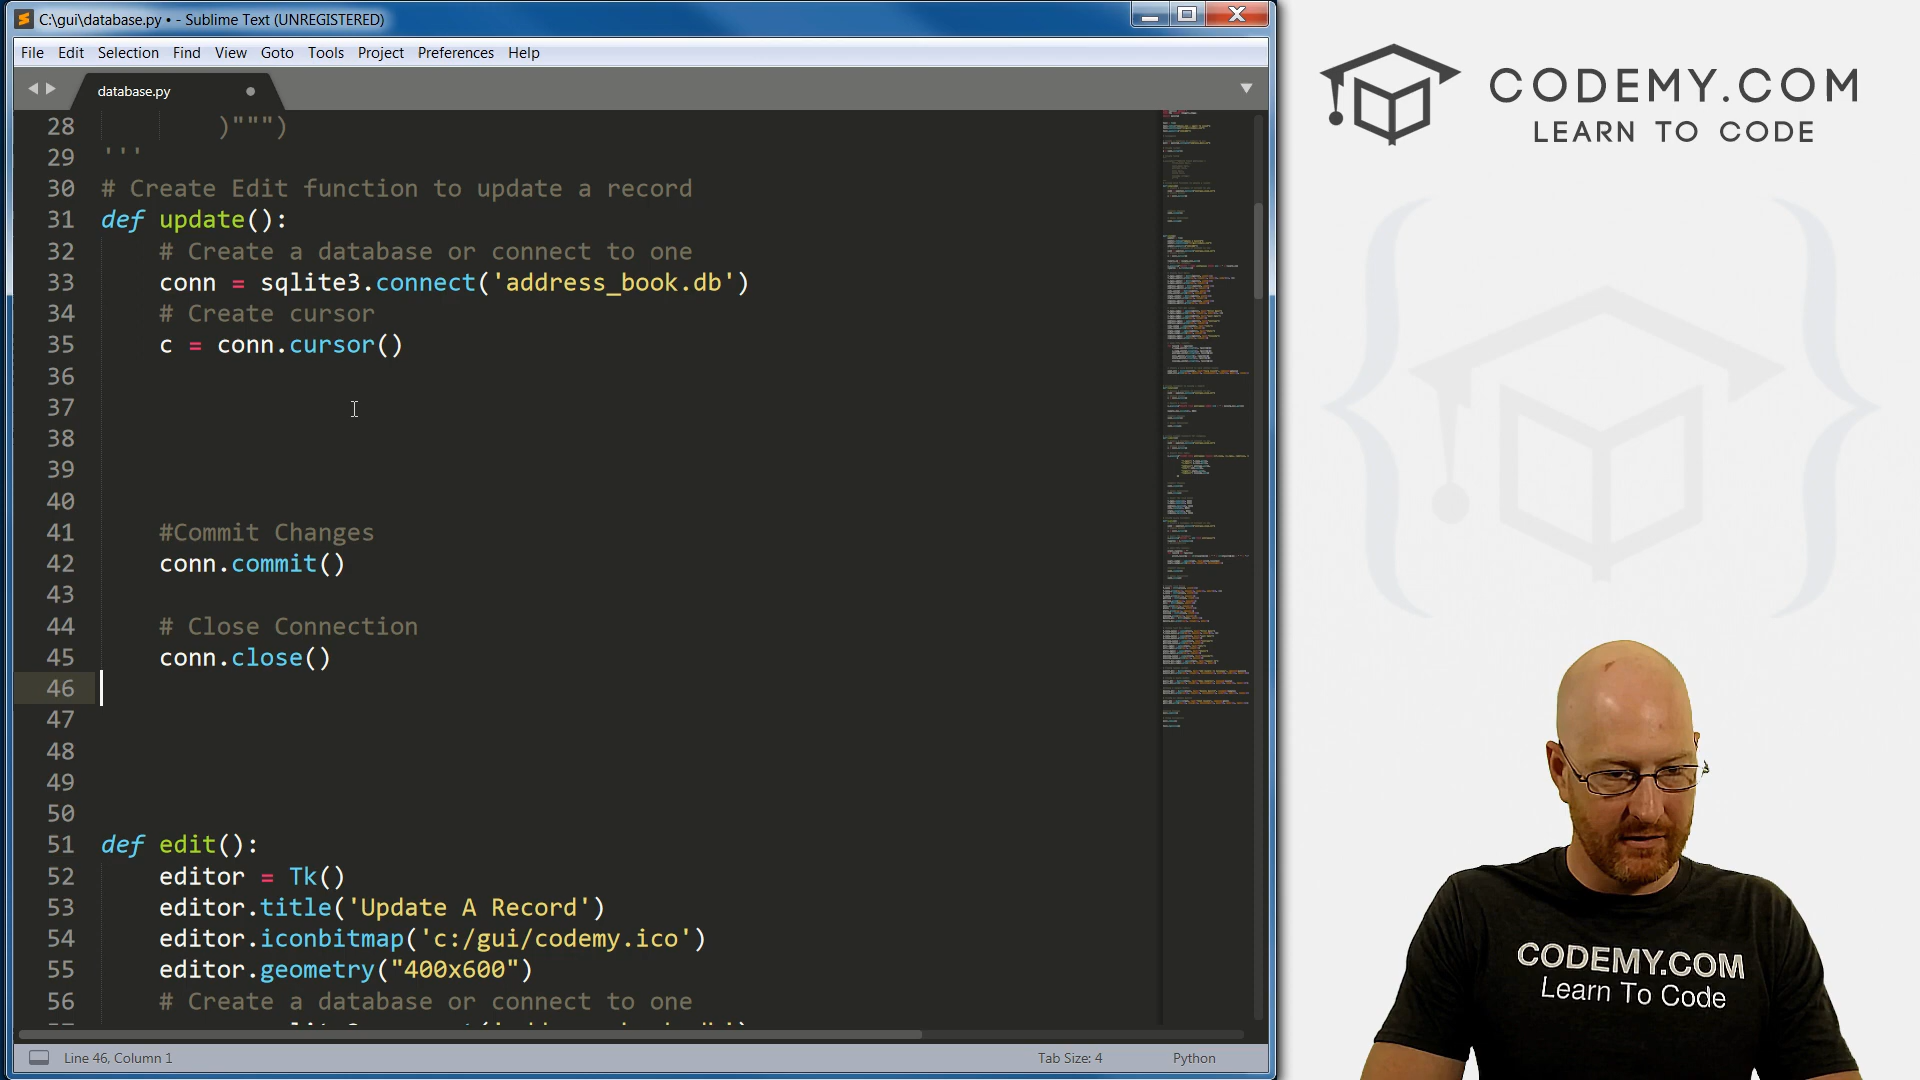 C:\gui\database.py • - Sublime Text (UNREGISTERED)
File Edit Selection Find View Goto Tools Project Preferences Help
database.py
28 )""")
29 '''
30 # Create Edit function to update a record
31 def update():
32 # Create a database or connect to one
33 conn = sqlite3.connect('address_book.db')
34 # Create cursor
35 c = conn.cursor()
36
37
38
39
40
41 #Commit Changes
42 conn.commit()
43
44 # Close Connection
45 conn.close()
46
47
48
49
50
51 def edit():
52 editor = Tk()
53 editor.title('Update A Record')
54 editor.iconbitmap('c:/gui/codemy.ico')
55 editor.geometry("400x600")
56 # Create a database or connect to one
Line 46, Column 1
Tab Size: 4
Python
CODEMY.COM
LEARN TO CODE
CODEMY.COM
Learn To Code